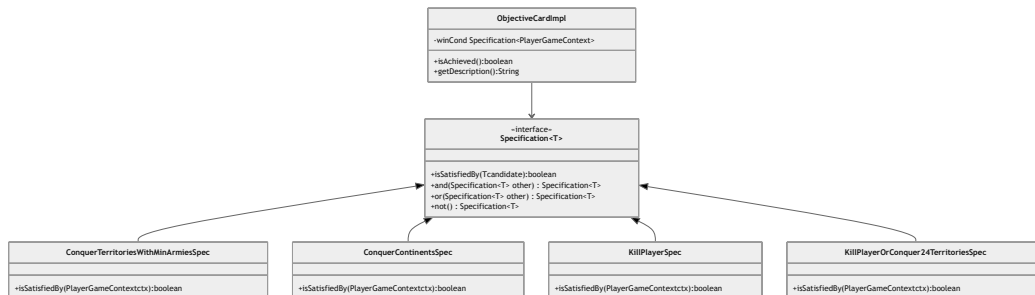 ObjectiveCardImpl
-winCond Specification<PlayerGameContext>
+isAchieved():boolean
+getDescription():String
~interface~
Specification<T>
+isSatisfiedBy(Tcandidate):boolean
+and(Specification<T> other) : Specification<T>
+or(Specification<T> other) : Specification<T>
+not() : Specification<T>
ConquerTerritoriesWithMinArmiesSpec
+isSatisfiedBy(PlayerGameContextctx):boolean
ConquerContinentsSpec
+isSatisfiedBy(PlayerGameContextctx):boolean
KillPlayerSpec
+isSatisfiedBy(PlayerGameContextctx):boolean
KillPlayerOrConquer24TerritoriesSpec
+isSatisfiedBy(PlayerGameContextctx):boolean